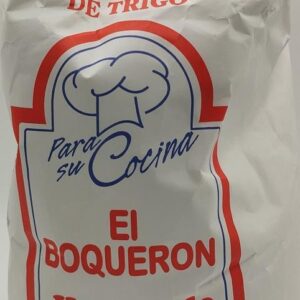 DE TRIGO
Para
su Cocina
El
BOQUERON